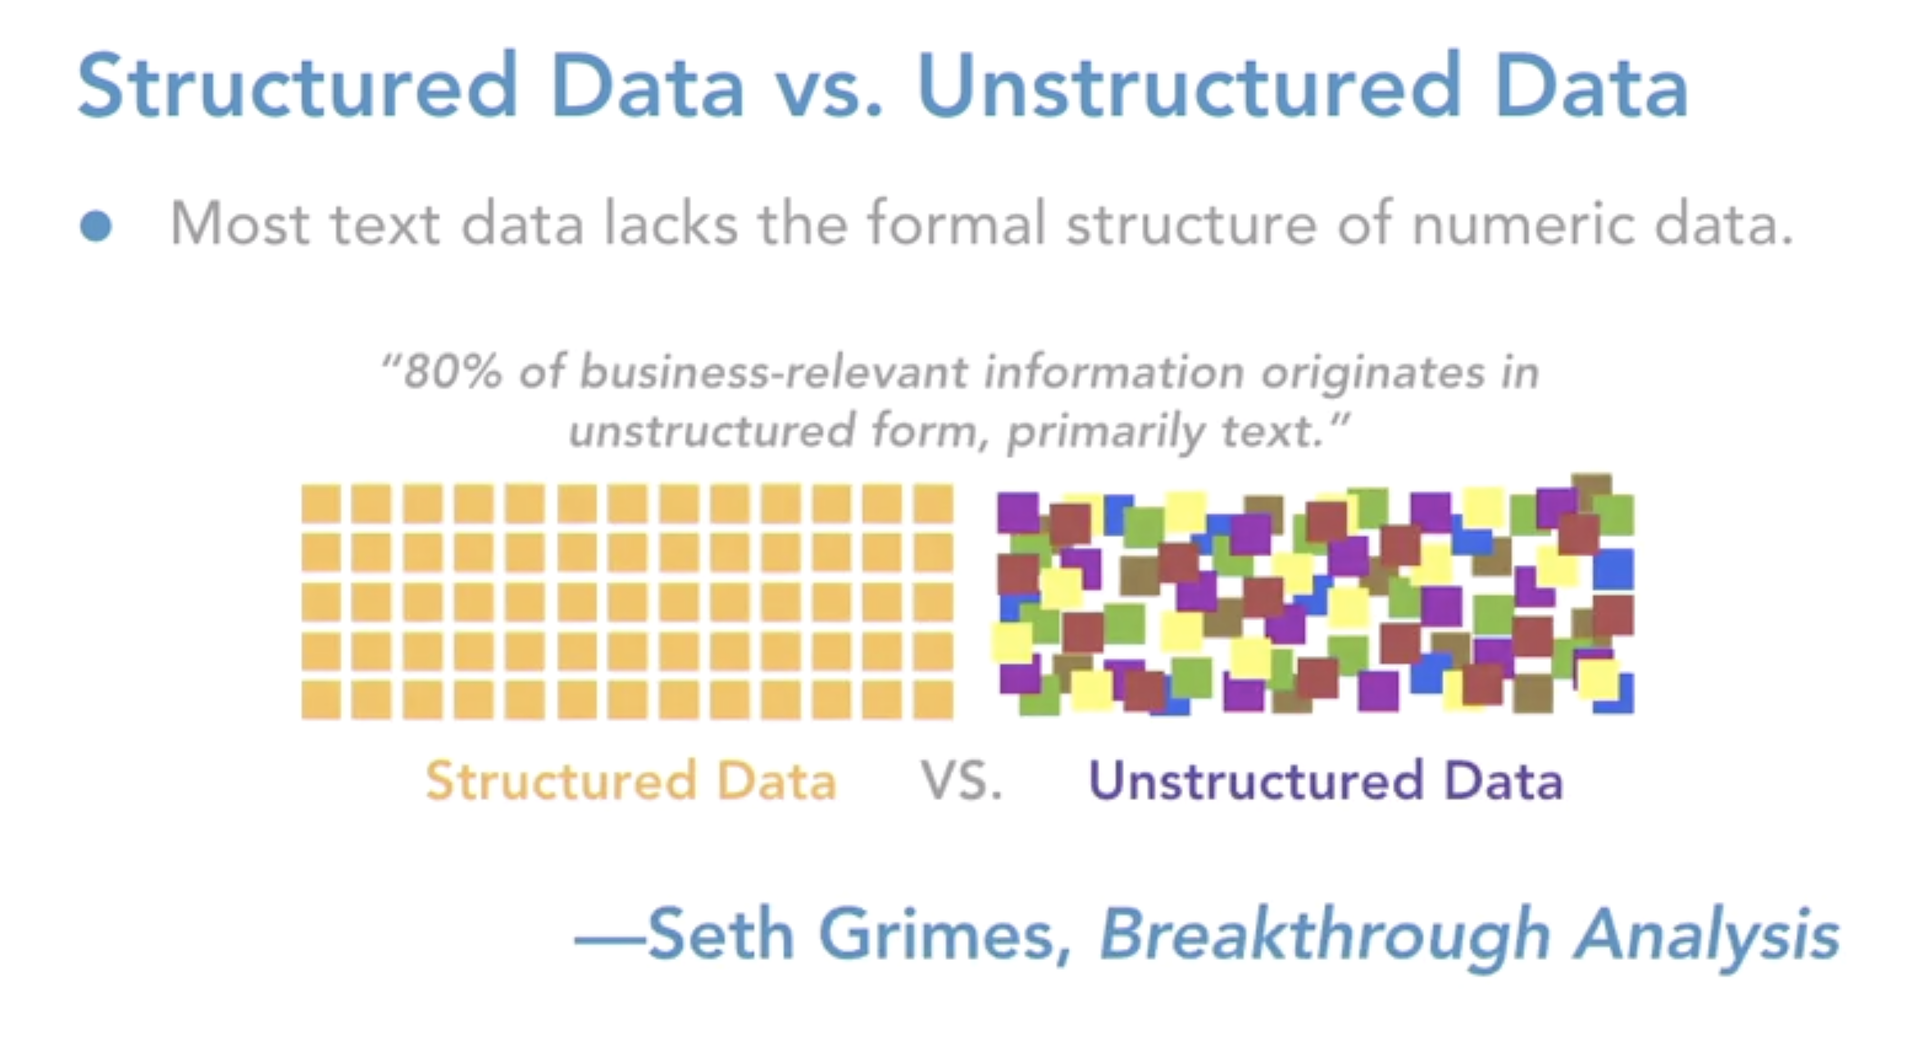 Structured Data vs. Unstructured Data
● Most text data lacks the formal structure of numeric data.
“80% of business-relevant information originates in
unstructured form, primarily text.”
Structured Data VS. Unstructured Data
—Seth Grimes, Breakthrough Analysis